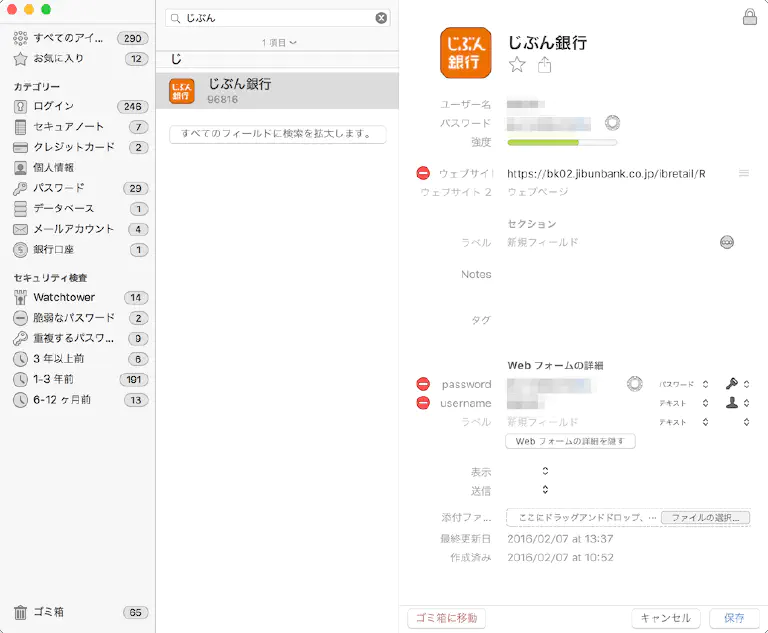 すべてのアイ... 290
お気に入り 12
カテゴリー
ログイン 246
セキュアノート 7
クレジットカード 2
個人情報
パスワード 29
データベース 1
メールアカウント 4
銀行口座 1
セキュリティ検査
Watchtower 14
脆弱なパスワード 2
重複するパスワ... 9
3 年以上前 6
1-3 年前 191
6-12 ヶ月前 13
ゴミ箱 65
じぶん
1 項目
じ
じぶん銀行
じぶん銀行
96816
すべてのフィールドに検索を拡大します。
じぶん銀行
じぶん銀行
ユーザー名
パスワード
強度
ウェブサイ https://bk02.jibunbank.co.jp/ibretail/R
ウェブサイト 2 ウェブページ
セクション
ラベル 新規フィールド
Notes
タグ
Web フォームの詳細
password パスワード
username テキスト
ラベル 新規フィールド テキスト
Web フォームの詳細を隠す
表示
送信
添付ファ... ここにドラッグアンドドロップ、… ファイルの選択...
最終更新日 2016/02/07 at 13:37
作成済み 2016/02/07 at 10:52
ゴミ箱に移動 キャンセル 保存